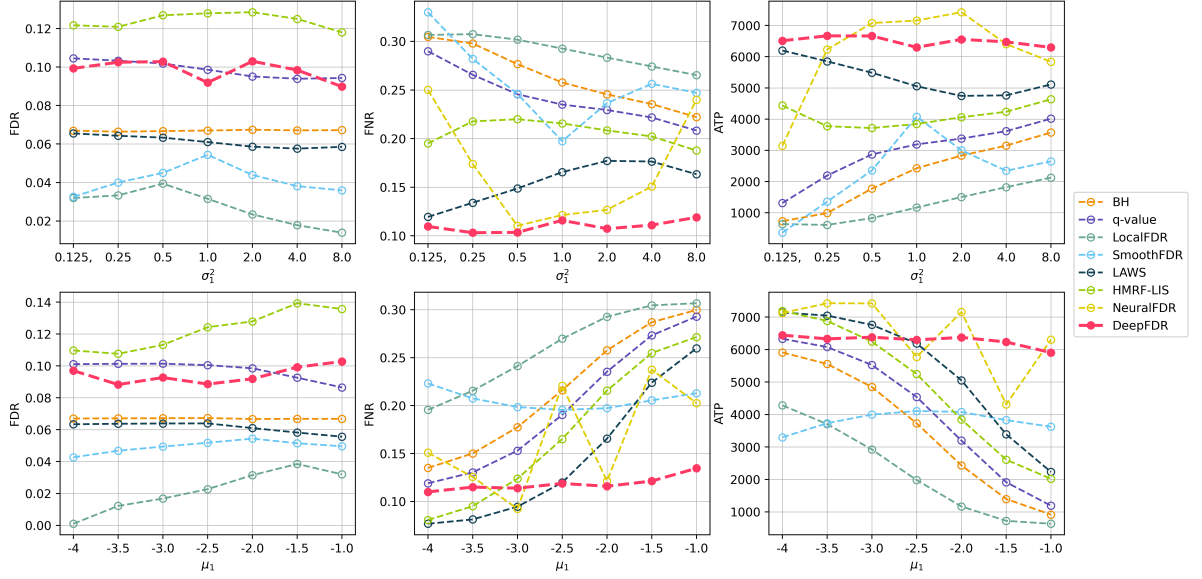 FDR
0.12
0.10
0.08
0.06
0.04
0.02
0.125 0.25 0.5 1.0 2.0 4.0 8.0
σ₁²
FNR
0.30
0.25
0.20
0.15
0.10
0.125 0.25 0.5 1.0 2.0 4.0 8.0
σ₁²
ATP
7000
6000
5000
4000
3000
2000
1000
0.125 0.25 0.5 1.0 2.0 4.0 8.0
σ₁²
BH
q-value
LocalFDR
SmoothFDR
LAWS
HMRF-LIS
NeuralFDR
DeepFDR
FDR
0.14
0.12
0.10
0.08
0.06
0.04
0.02
0.00
-4 -3.5 -3.0 -2.5 -2.0 -1.5 -1.0
μ₁
FNR
0.30
0.25
0.20
0.15
0.10
-4 -3.5 -3.0 -2.5 -2.0 -1.5 -1.0
μ₁
ATP
7000
6000
5000
4000
3000
2000
1000
-4 -3.5 -3.0 -2.5 -2.0 -1.5 -1.0
μ₁